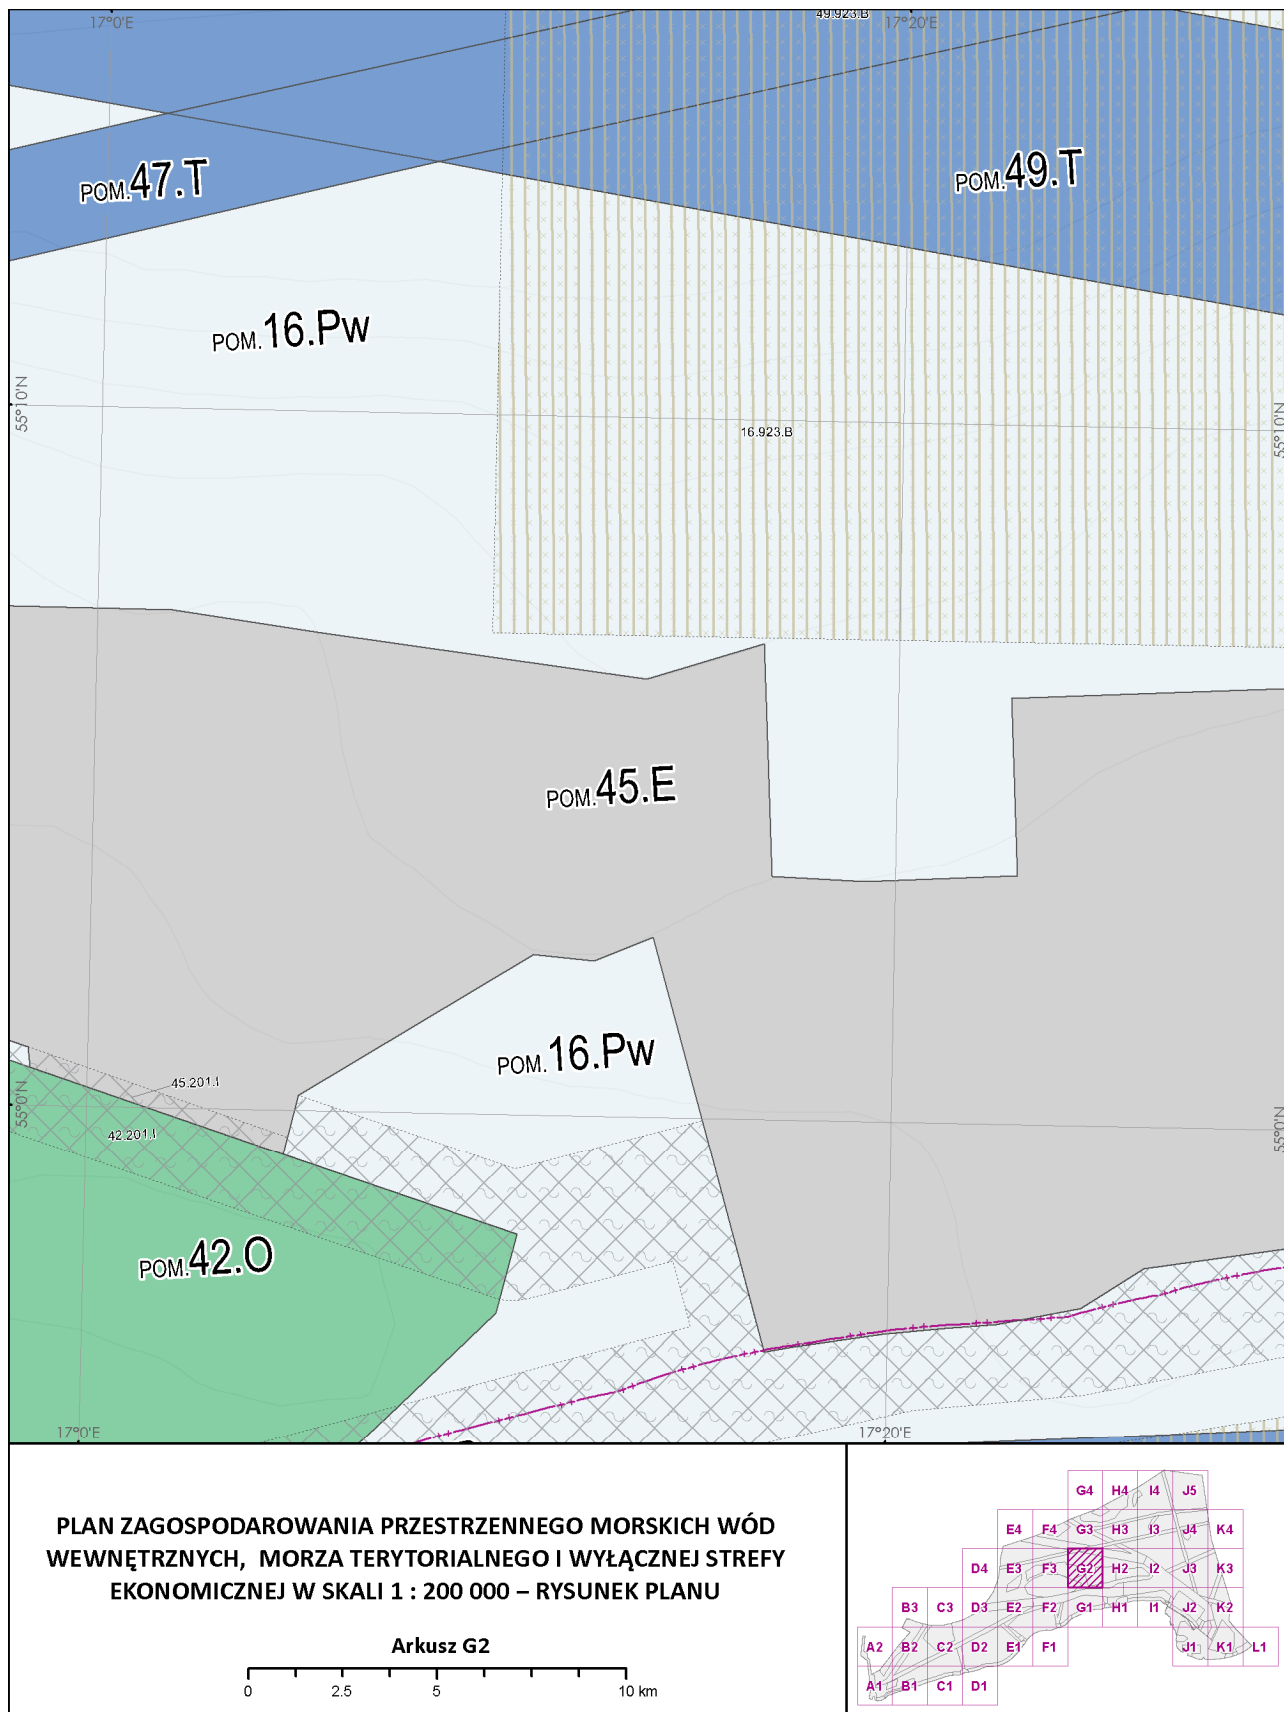 17°0'E
49.923.B
17°20'E
POM.47.T
POM.49.T
POM.16.Pw
55°10'N
55°10'N
16.923.B
POM.45.E
POM.16.Pw
45.201.I
55°0'N
55°0'N
42.201.I
POM.42.O
17°0'E
17°20'E
PLAN ZAGOSPODAROWANIA PRZESTRZENNEGO MORSKICH WÓD
WEWNĘTRZNYCH, MORZA TERYTORIALNEGO I WYŁĄCZNEJ STREFY
EKONOMICZNEJ W SKALI 1 : 200 000 – RYSUNEK PLANU
Arkusz G2
0 2.5 5 10 km
G4 H4 I4 J5
E4 F4 G3 H3 I3 J4 K4
D4 E3 F3 G2 H2 I2 J3 K3
B3 C3 D3 E2 F2 G1 H1 I1 J2 K2
A2 B2 C2 D2 E1 F1 J1 K1 L1
A1 B1 C1 D1